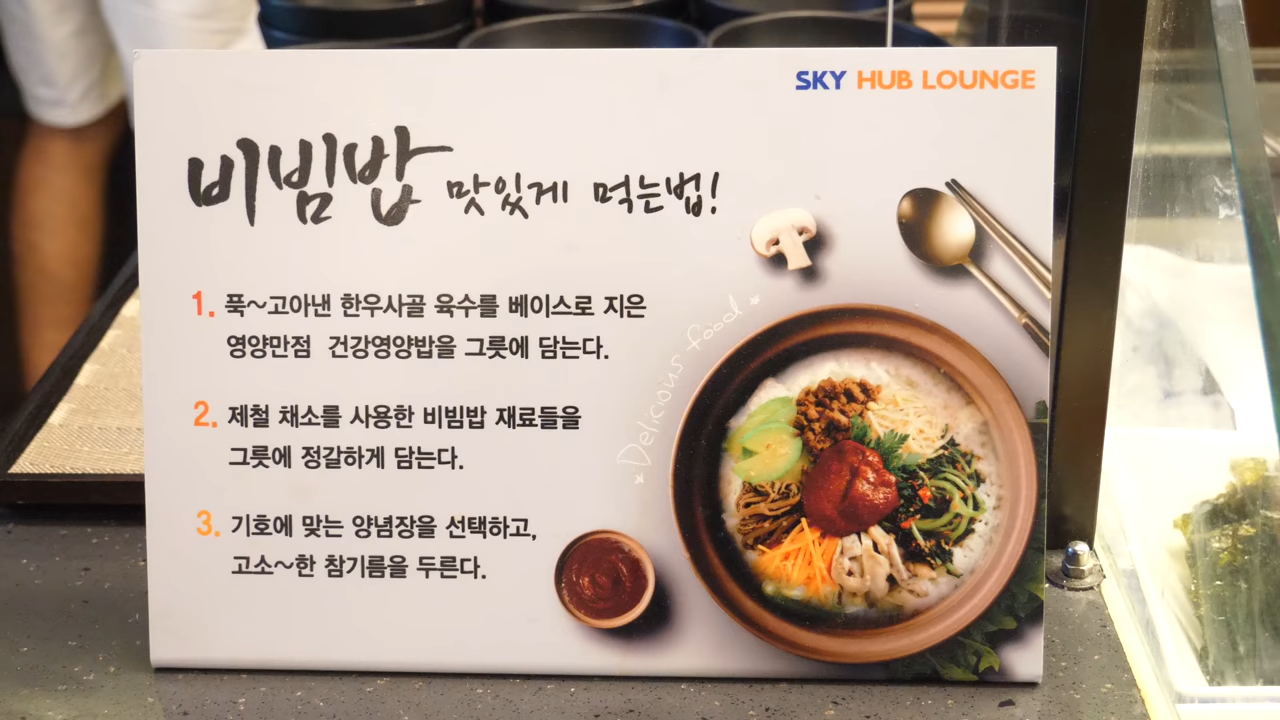 SKY HUB LOUNGE
비빔밥 맛있게 먹는법!
1. 푹~고아낸 한우사골 육수를 베이스로 지은
영양만점 건강영양밥을 그릇에 담는다.
2. 제철 채소를 사용한 비빔밥 재료들을
그릇에 정갈하게 담는다.
3. 기호에 맞는 양념장을 선택하고,
고소~한 참기름을 두른다.
*Delicious food*